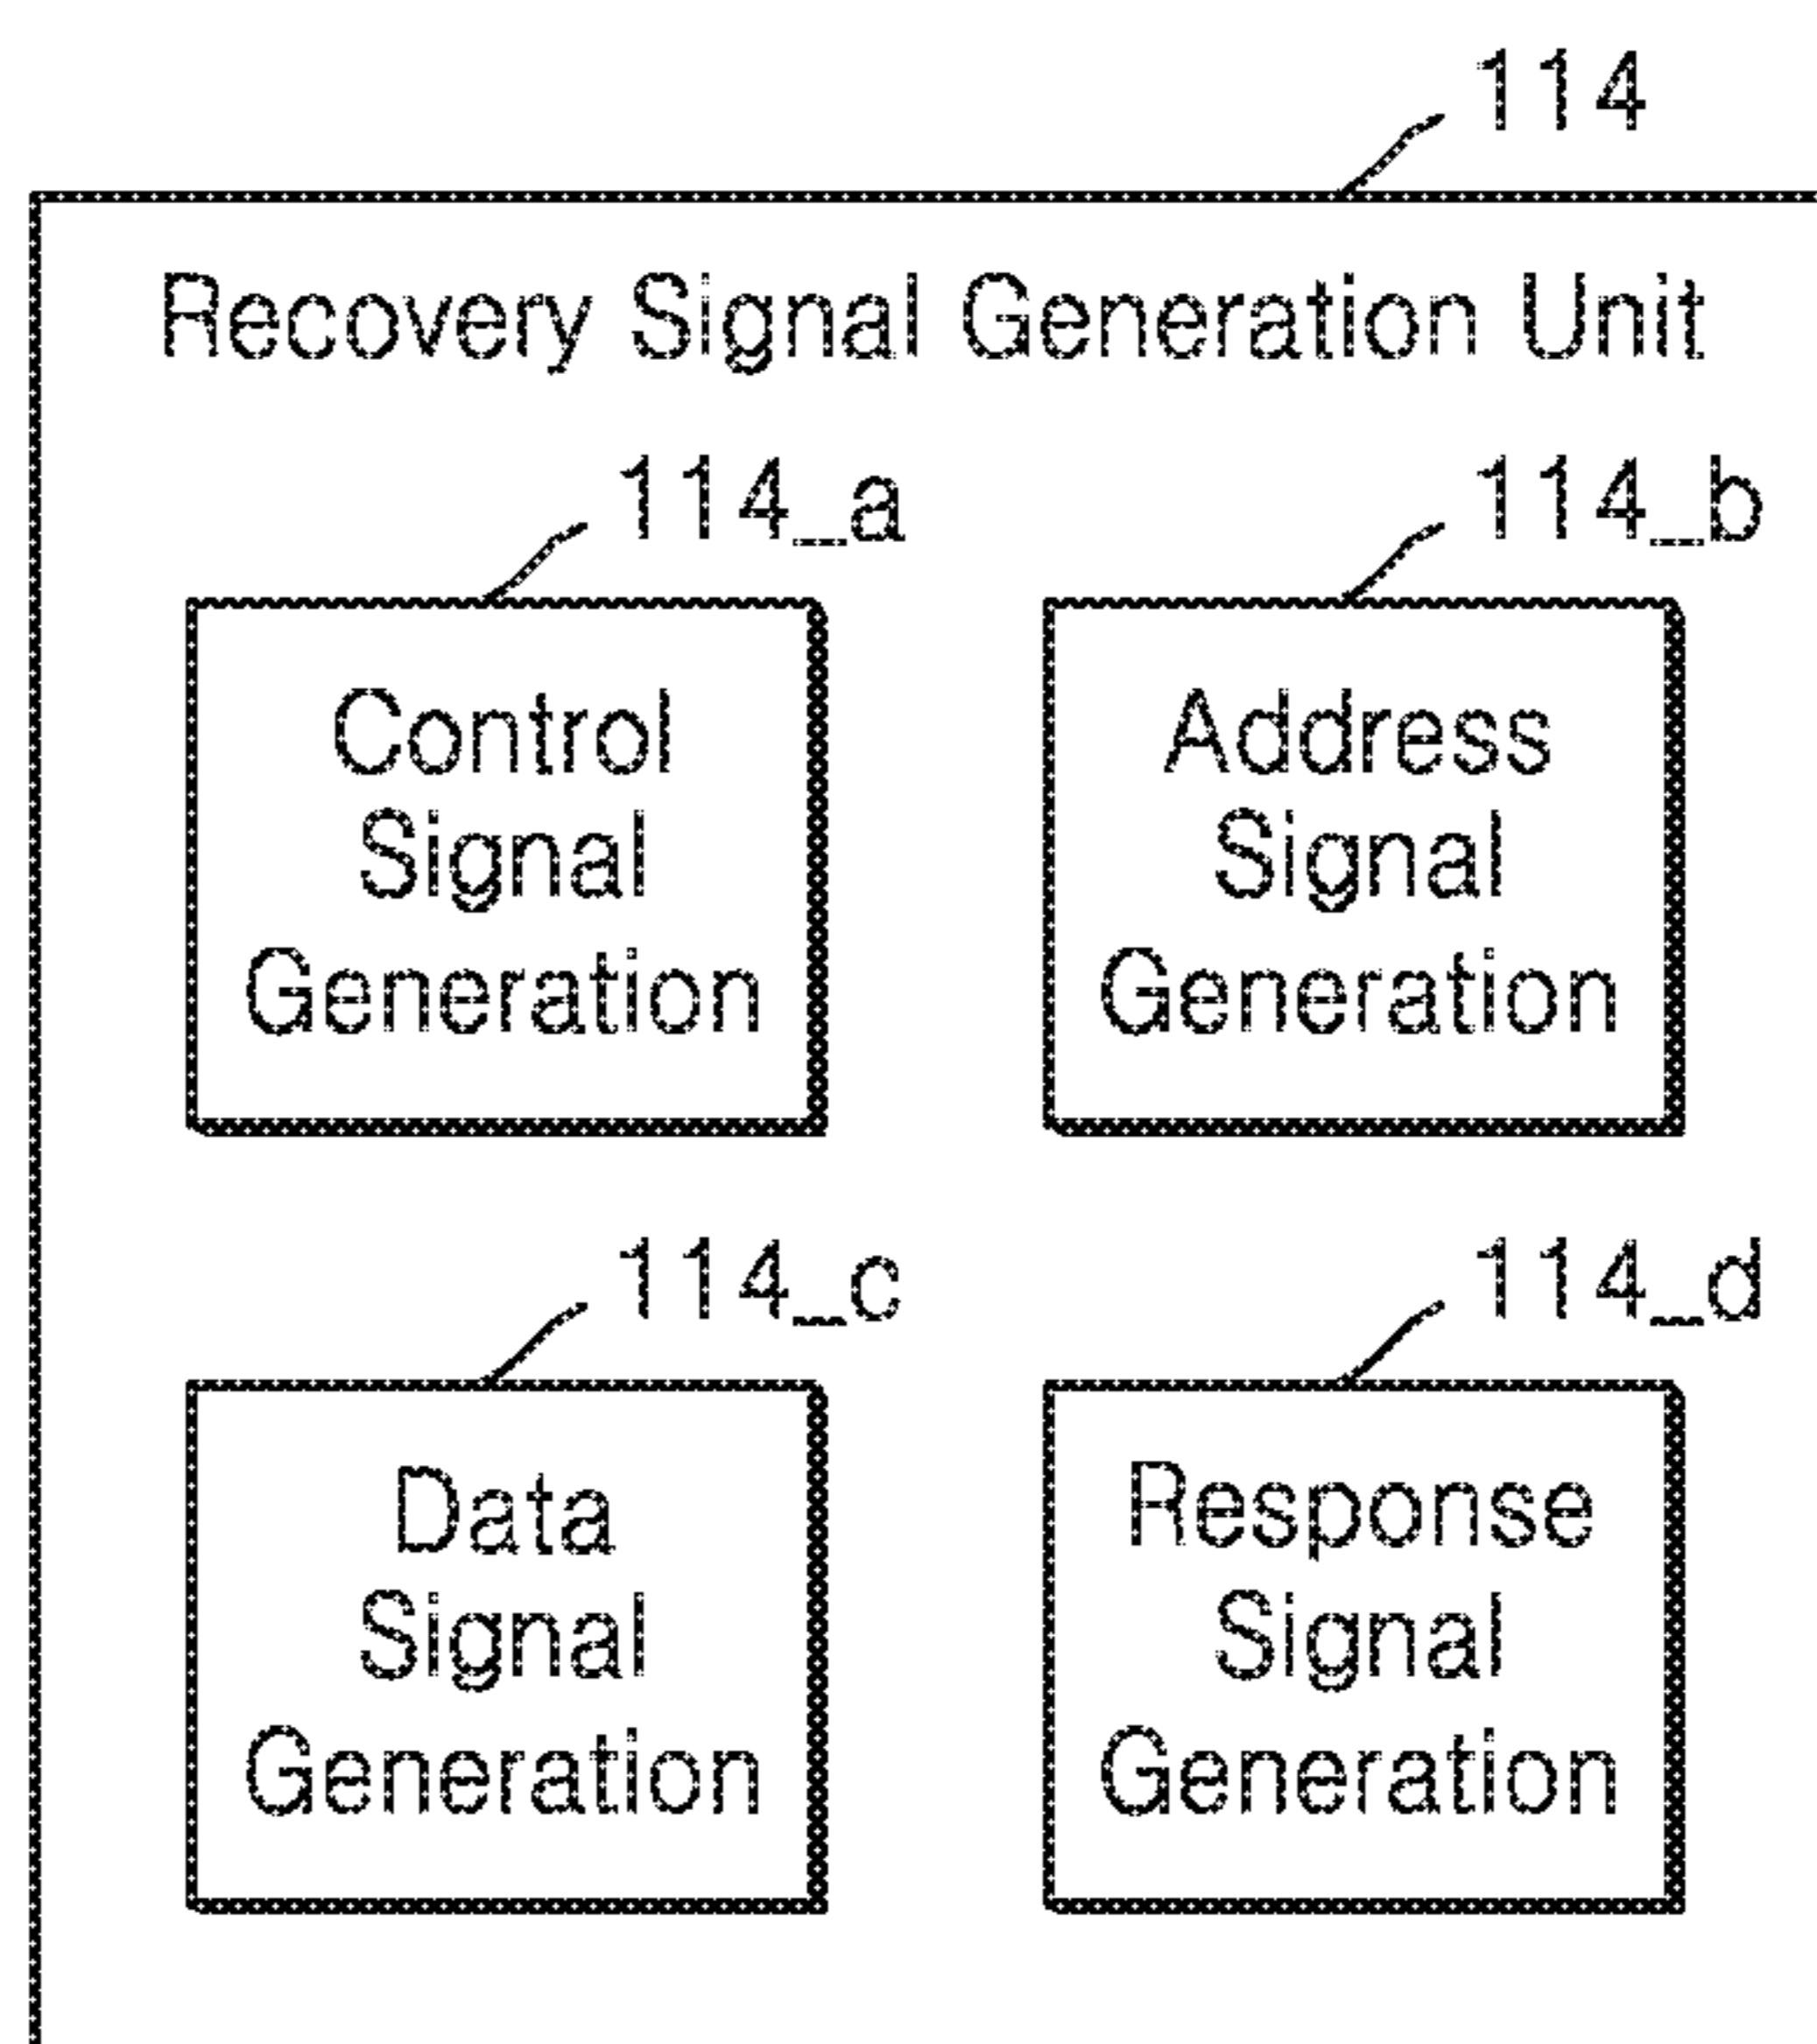 114
Recovery Signal Generation Unit
114_a
Control
Signal
Generation
114_b
Address
Signal
Generation
114_c
Data
Signal
Generation
114_d
Response
Signal
Generation